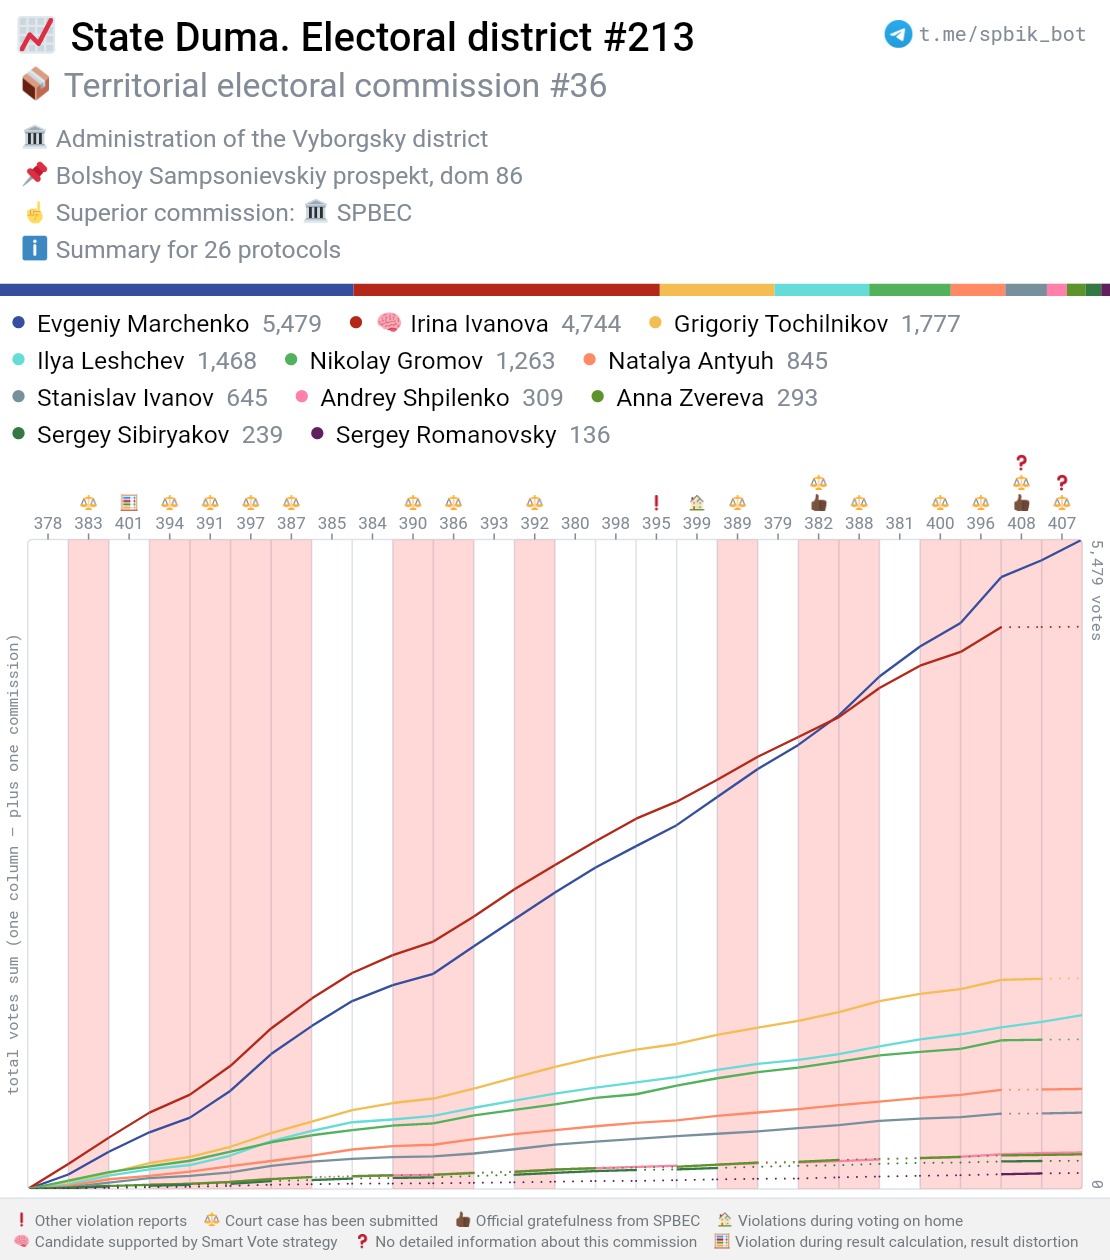 State Duma. Electoral district #213
t.me/spbik_bot
Territorial electoral commission #36
Administration of the Vyborgsky district
Bolshoy Sampsonievskiy prospekt, dom 86
Superior commission: SPBEC
Summary for 26 protocols
Evgeniy Marchenko 5,479 Irina Ivanova 4,744 Grigoriy Tochilnikov 1,777
Ilya Leshchev 1,468 Nikolay Gromov 1,263 Natalya Antyuh 845
Stanislav Ivanov 645 Andrey Shpilenko 309 Anna Zvereva 293
Sergey Sibiryakov 239 Sergey Romanovsky 136
378 383 401 394 391 397 387 385 384 390 386 393 392 380 398 395 399 389 379 382 388 381 400 396 408 407
5,479 votes
total votes sum (one column – plus one commission)
0
Other violation reports Court case has been submitted Official gratefulness from SPBEC Violations during voting on home
Candidate supported by Smart Vote strategy No detailed information about this commission Violation during result calculation, result distortion